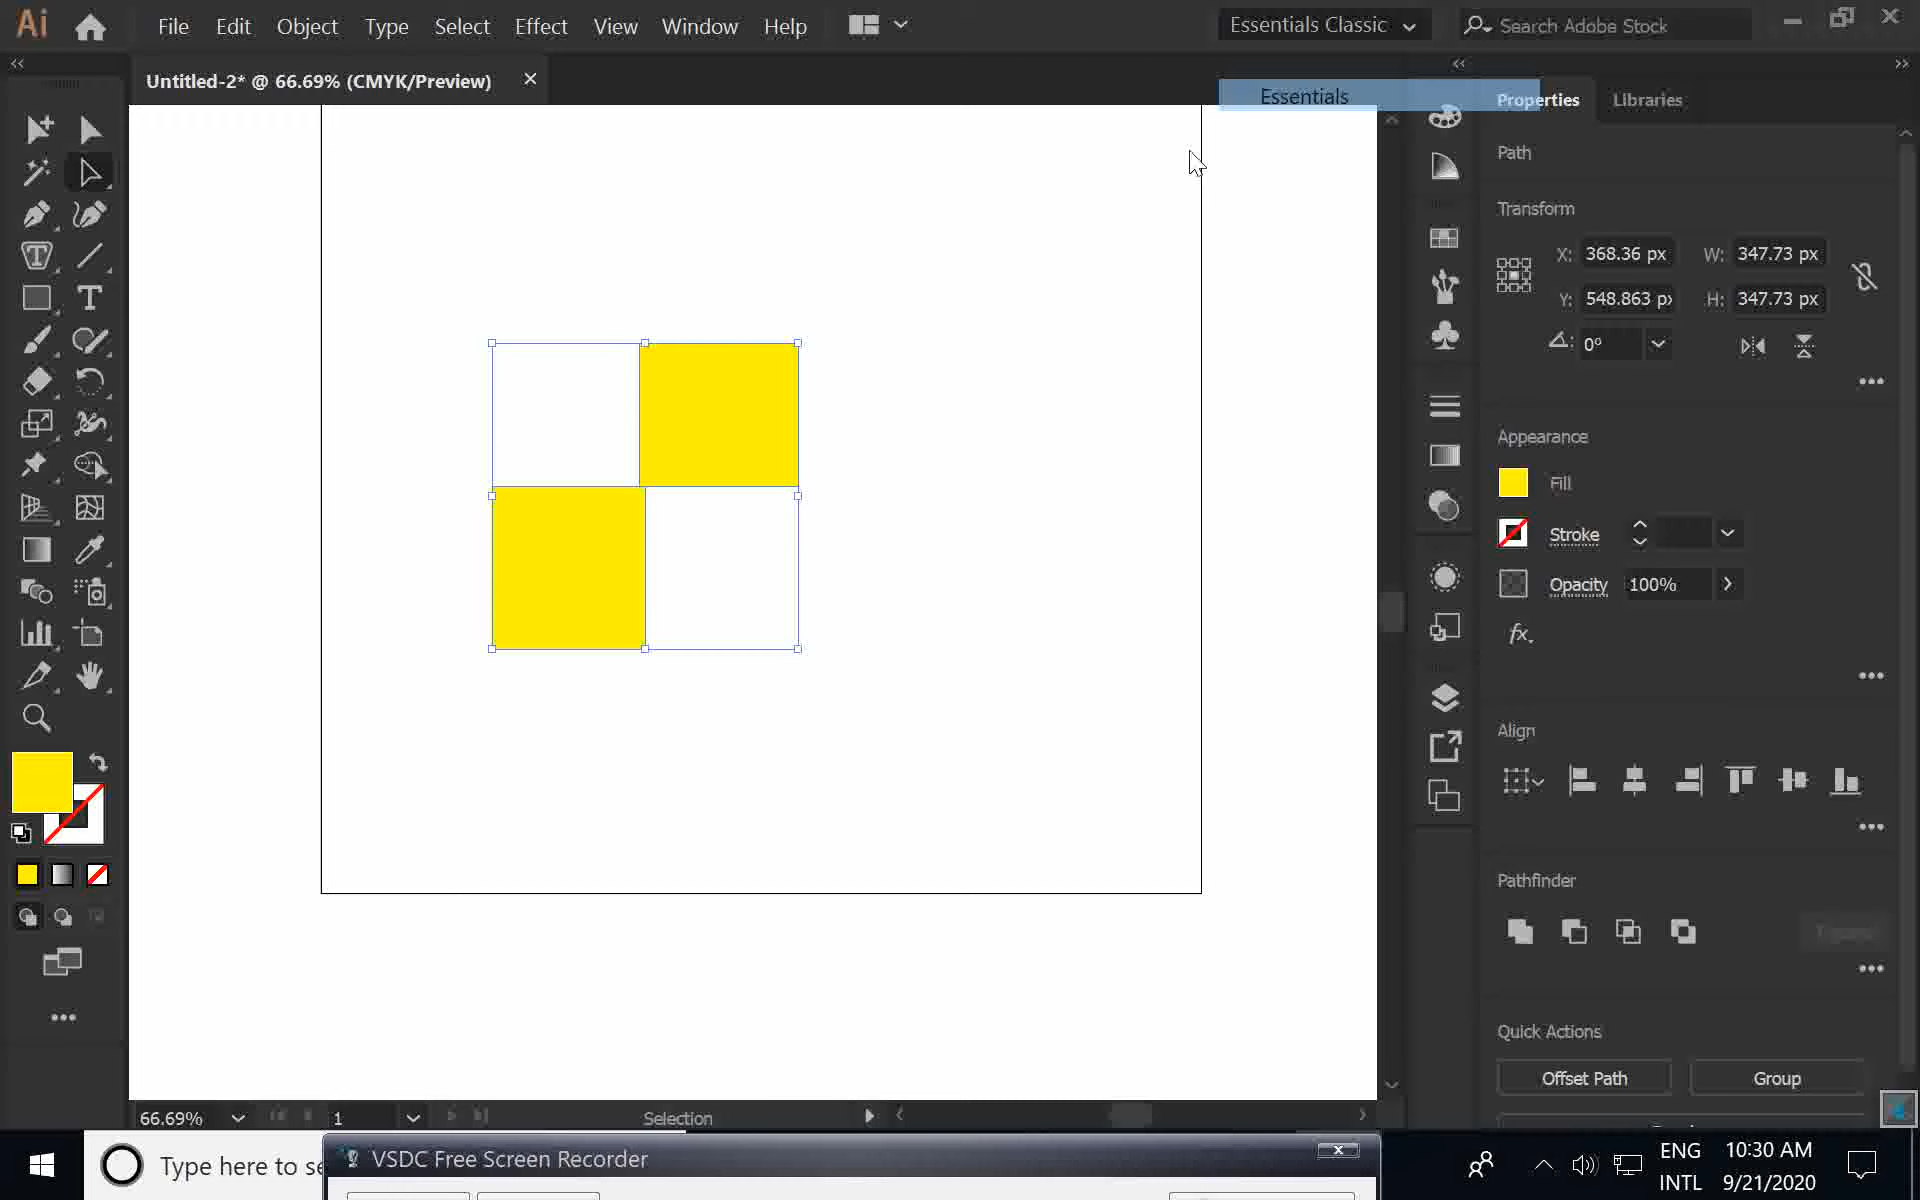 Ai File Edit Object Type Select Effect View Window Help Essentials Classic Search Adobe Stock
Untitled-2* @ 66.69% (CMYK/Preview)
Essentials
Properties Libraries
Path
Transform
X: 368.36 px W: 347.73 px
Y: 548.863 px H: 347.73 px
0°
Appearance
Fill
Stroke
Opacity 100%
fx.
Align
Pathfinder
Quick Actions
Offset Path Group
66.69% 1 Selection
Type here to se
VSDC Free Screen Recorder
ENG
INTL
10:30 AM
9/21/2020